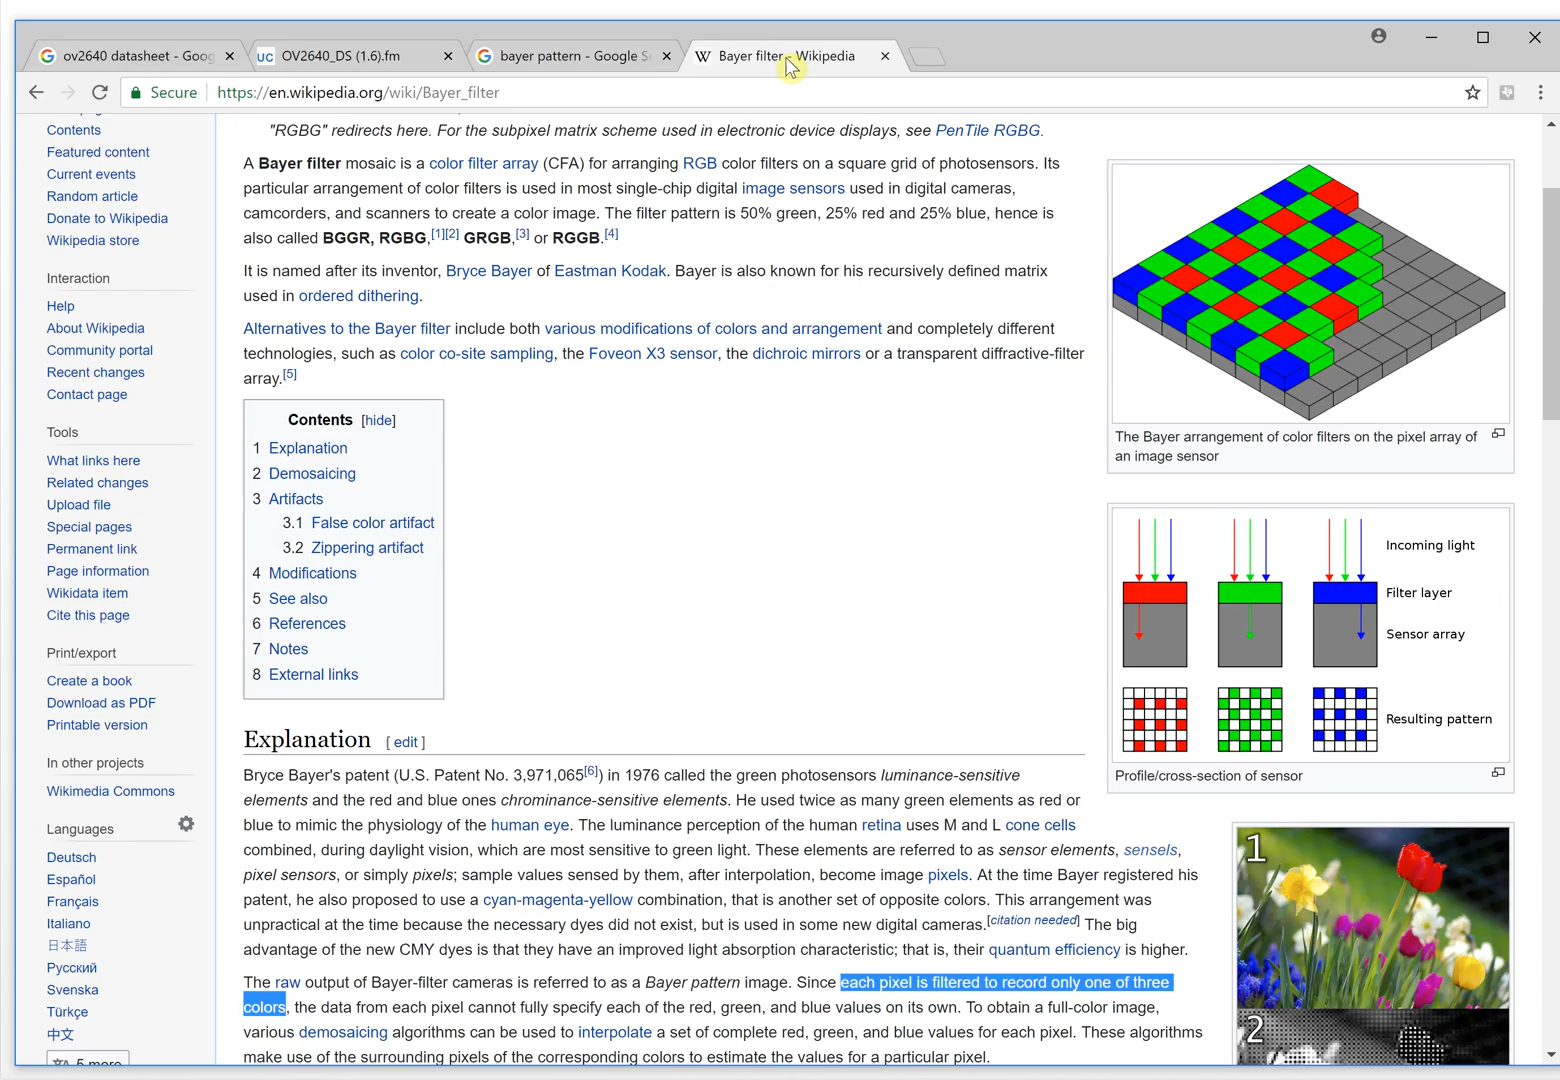 ov2640 datasheet - Goog
OV2640_DS (1.6).fm
bayer pattern - Google S
Bayer filter - Wikipedia
Secure https://en.wikipedia.org/wiki/Bayer_filter
Contents
Featured content
Current events
Random article
Donate to Wikipedia
Wikipedia store
Interaction
Help
About Wikipedia
Community portal
Recent changes
Contact page
Tools
What links here
Related changes
Upload file
Special pages
Permanent link
Page information
Wikidata item
Cite this page
Print/export
Create a book
Download as PDF
Printable version
In other projects
Wikimedia Commons
Languages
Deutsch
Español
Français
Italiano
日本語
Русский
Svenska
Türkçe
中文
5 more
"RGBG" redirects here. For the subpixel matrix scheme used in electronic device displays, see PenTile RGBG.
A Bayer filter mosaic is a color filter array (CFA) for arranging RGB color filters on a square grid of photosensors. Its
particular arrangement of color filters is used in most single-chip digital image sensors used in digital cameras,
camcorders, and scanners to create a color image. The filter pattern is 50% green, 25% red and 25% blue, hence is
also called BGGR, RGBG,[1][2] GRGB,[3] or RGGB.[4]
It is named after its inventor, Bryce Bayer of Eastman Kodak. Bayer is also known for his recursively defined matrix
used in ordered dithering.
Alternatives to the Bayer filter include both various modifications of colors and arrangement and completely different
technologies, such as color co-site sampling, the Foveon X3 sensor, the dichroic mirrors or a transparent diffractive-filter
array.[5]
Contents [hide]
1 Explanation
2 Demosaicing
3 Artifacts
3.1 False color artifact
3.2 Zippering artifact
4 Modifications
5 See also
6 References
7 Notes
8 External links
Explanation [ edit ]
Bryce Bayer's patent (U.S. Patent No. 3,971,065[6]) in 1976 called the green photosensors luminance-sensitive
elements and the red and blue ones chrominance-sensitive elements. He used twice as many green elements as red or
blue to mimic the physiology of the human eye. The luminance perception of the human retina uses M and L cone cells
combined, during daylight vision, which are most sensitive to green light. These elements are referred to as sensor elements, sensels,
pixel sensors, or simply pixels; sample values sensed by them, after interpolation, become image pixels. At the time Bayer registered his
patent, he also proposed to use a cyan-magenta-yellow combination, that is another set of opposite colors. This arrangement was
unpractical at the time because the necessary dyes did not exist, but is used in some new digital cameras.[citation needed] The big
advantage of the new CMY dyes is that they have an improved light absorption characteristic; that is, their quantum efficiency is higher.
The raw output of Bayer-filter cameras is referred to as a Bayer pattern image. Since each pixel is filtered to record only one of three
colors, the data from each pixel cannot fully specify each of the red, green, and blue values on its own. To obtain a full-color image,
various demosaicing algorithms can be used to interpolate a set of complete red, green, and blue values for each pixel. These algorithms
make use of the surrounding pixels of the corresponding colors to estimate the values for a particular pixel.
The Bayer arrangement of color filters on the pixel array of
an image sensor
Incoming light
Filter layer
Sensor array
Resulting pattern
Profile/cross-section of sensor
1
2